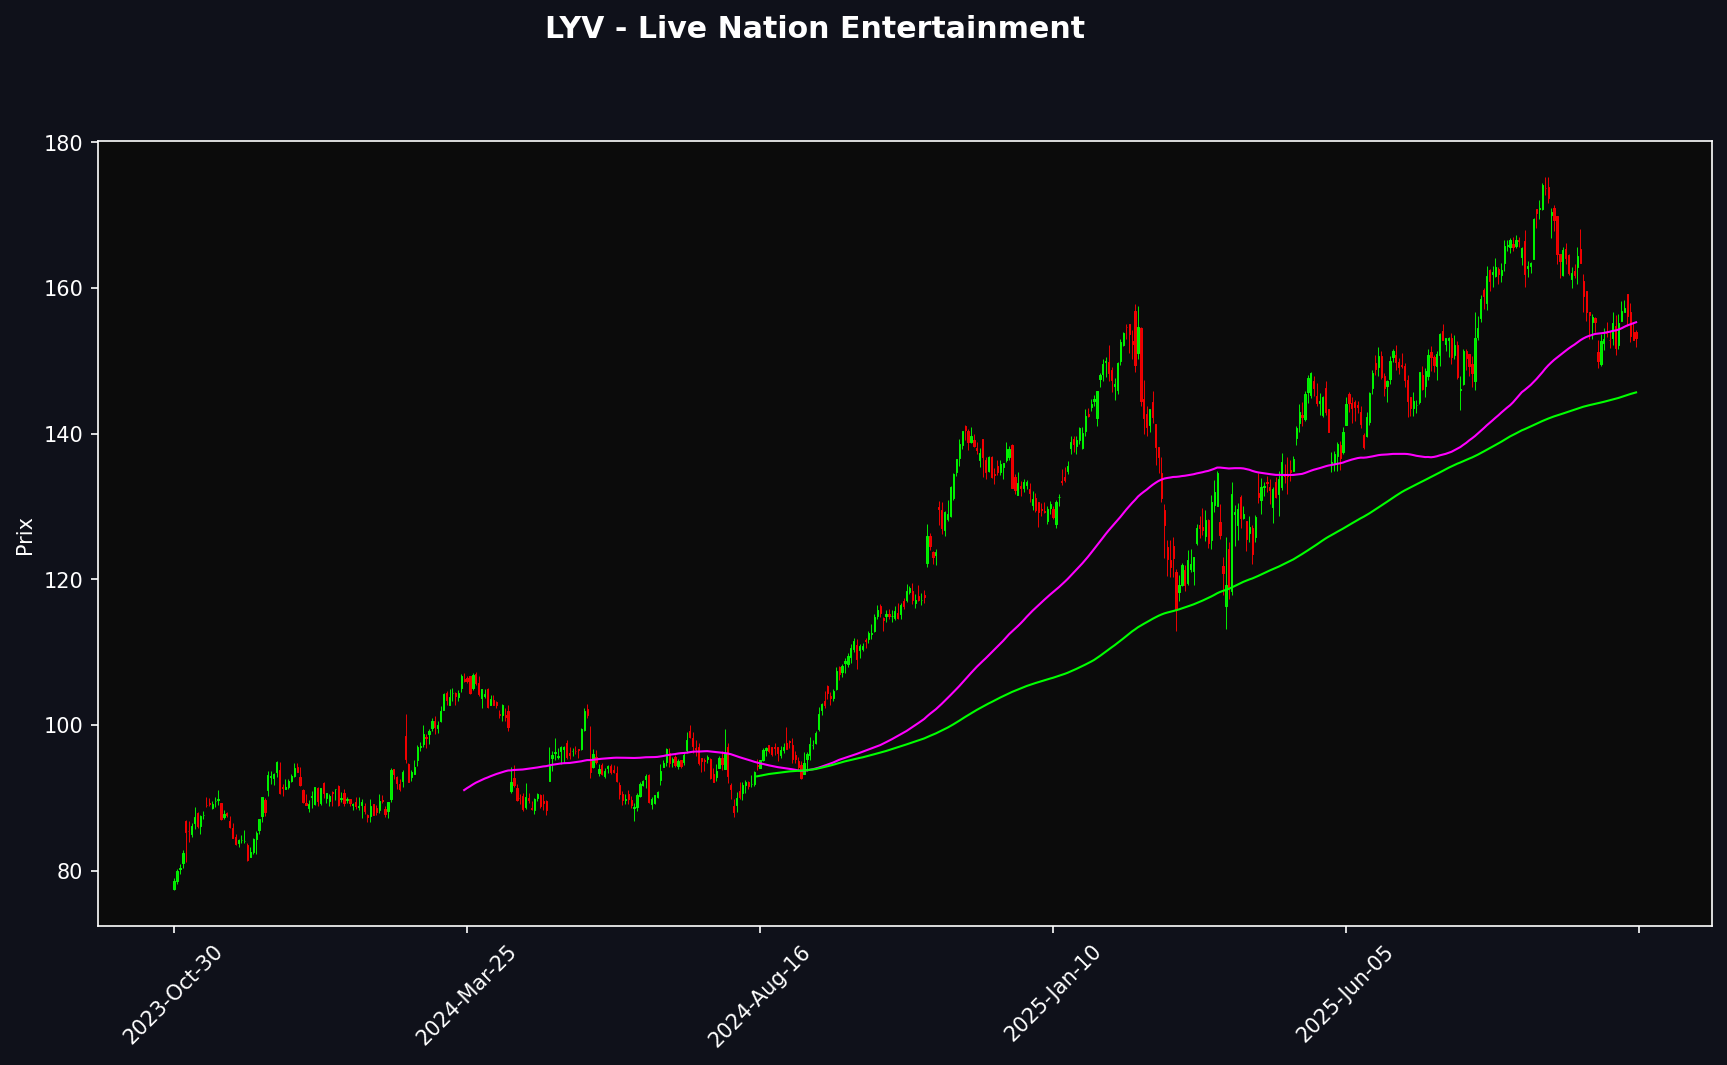 LYV - Live Nation Entertainment
180
160
140
120
100
80
Prix
2023-Oct-30
2024-Mar-25
2024-Aug-16
2025-Jan-10
2025-Jun-05